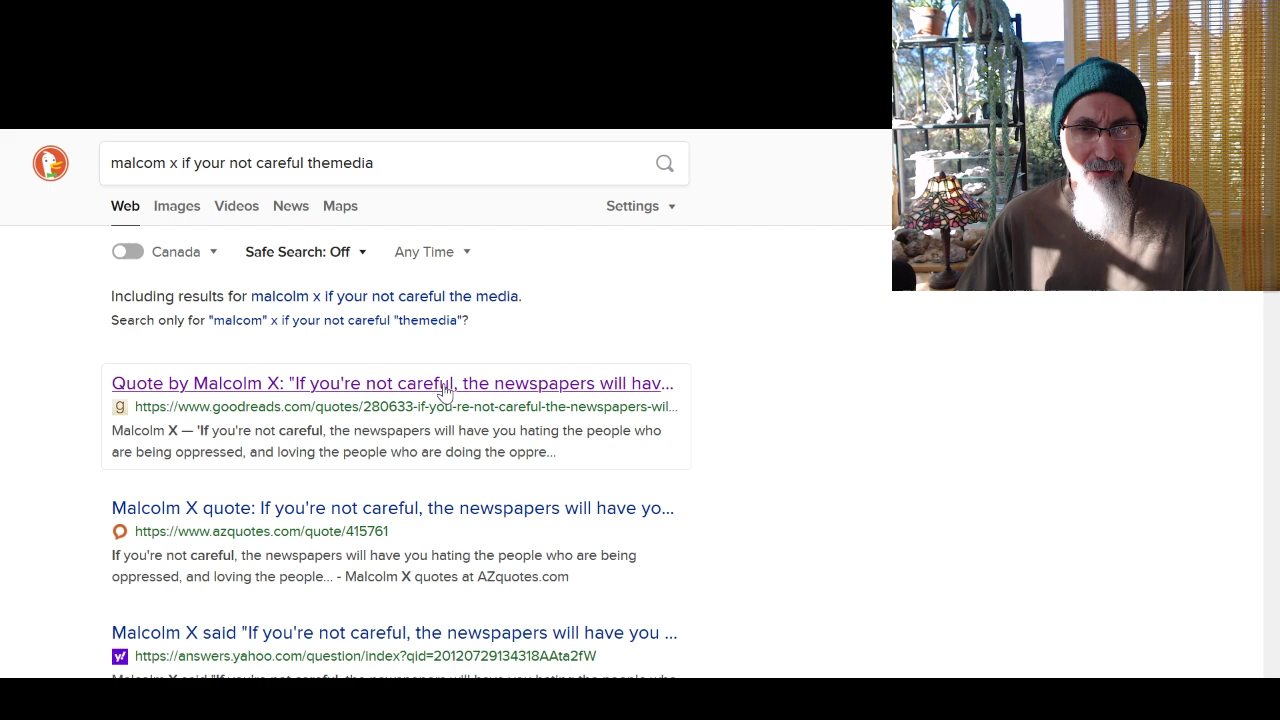 malcom x if your not careful themedia
Web Images Videos News Maps Settings
Canada Safe Search: Off Any Time
Including results for malcolm x if your not careful the media.
Search only for "malcom" x if your not careful "themedia"?
Quote by Malcolm X: "If you're not careful, the newspapers will hav...
g https://www.goodreads.com/quotes/280633-if-you-re-not-careful-the-newspapers-wil...
Malcolm X — 'If you're not careful, the newspapers will have you hating the people who
are being oppressed, and loving the people who are doing the oppre...
Malcolm X quote: If you're not careful, the newspapers will have yo...
https://www.azquotes.com/quote/415761
If you're not careful, the newspapers will have you hating the people who are being
oppressed, and loving the people... - Malcolm X quotes at AZquotes.com
Malcolm X said "If you're not careful, the newspapers will have you ...
y! https://answers.yahoo.com/question/index?qid=20120729134318AAta2fW